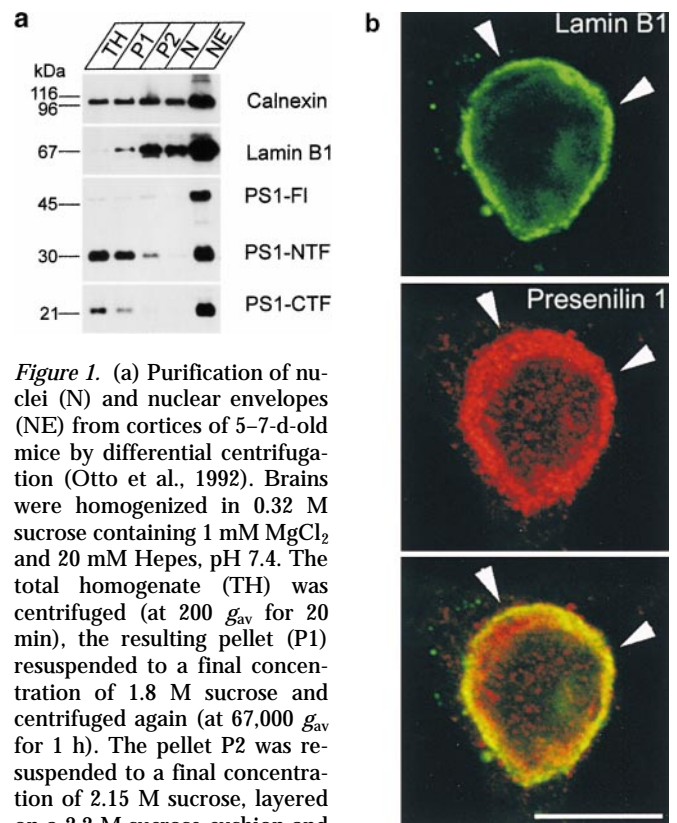 a
TH P1 P2 N NE
kDa
116
96
Calnexin
67
Lamin B1
45
PS1-Fl
30
PS1-NTF
21
PS1-CTF
b
Lamin B1
Presenilin 1
Figure 1. (a) Purification of nu-
clei (N) and nuclear envelopes
(NE) from cortices of 5–7-d-old
mice by differential centrifuga-
tion (Otto et al., 1992). Brains
were homogenized in 0.32 M
sucrose containing 1 mM MgCl₂
and 20 mM Hepes, pH 7.4. The
total homogenate (TH) was
centrifuged (at 200 gav for 20
min), the resulting pellet (P1)
resuspended to a final concen-
tration of 1.8 M sucrose and
centrifuged again (at 67,000 gav
for 1 h). The pellet P2 was re-
suspended to a final concentra-
tion of 2.15 M sucrose, layered
on a M sucrose cushion and